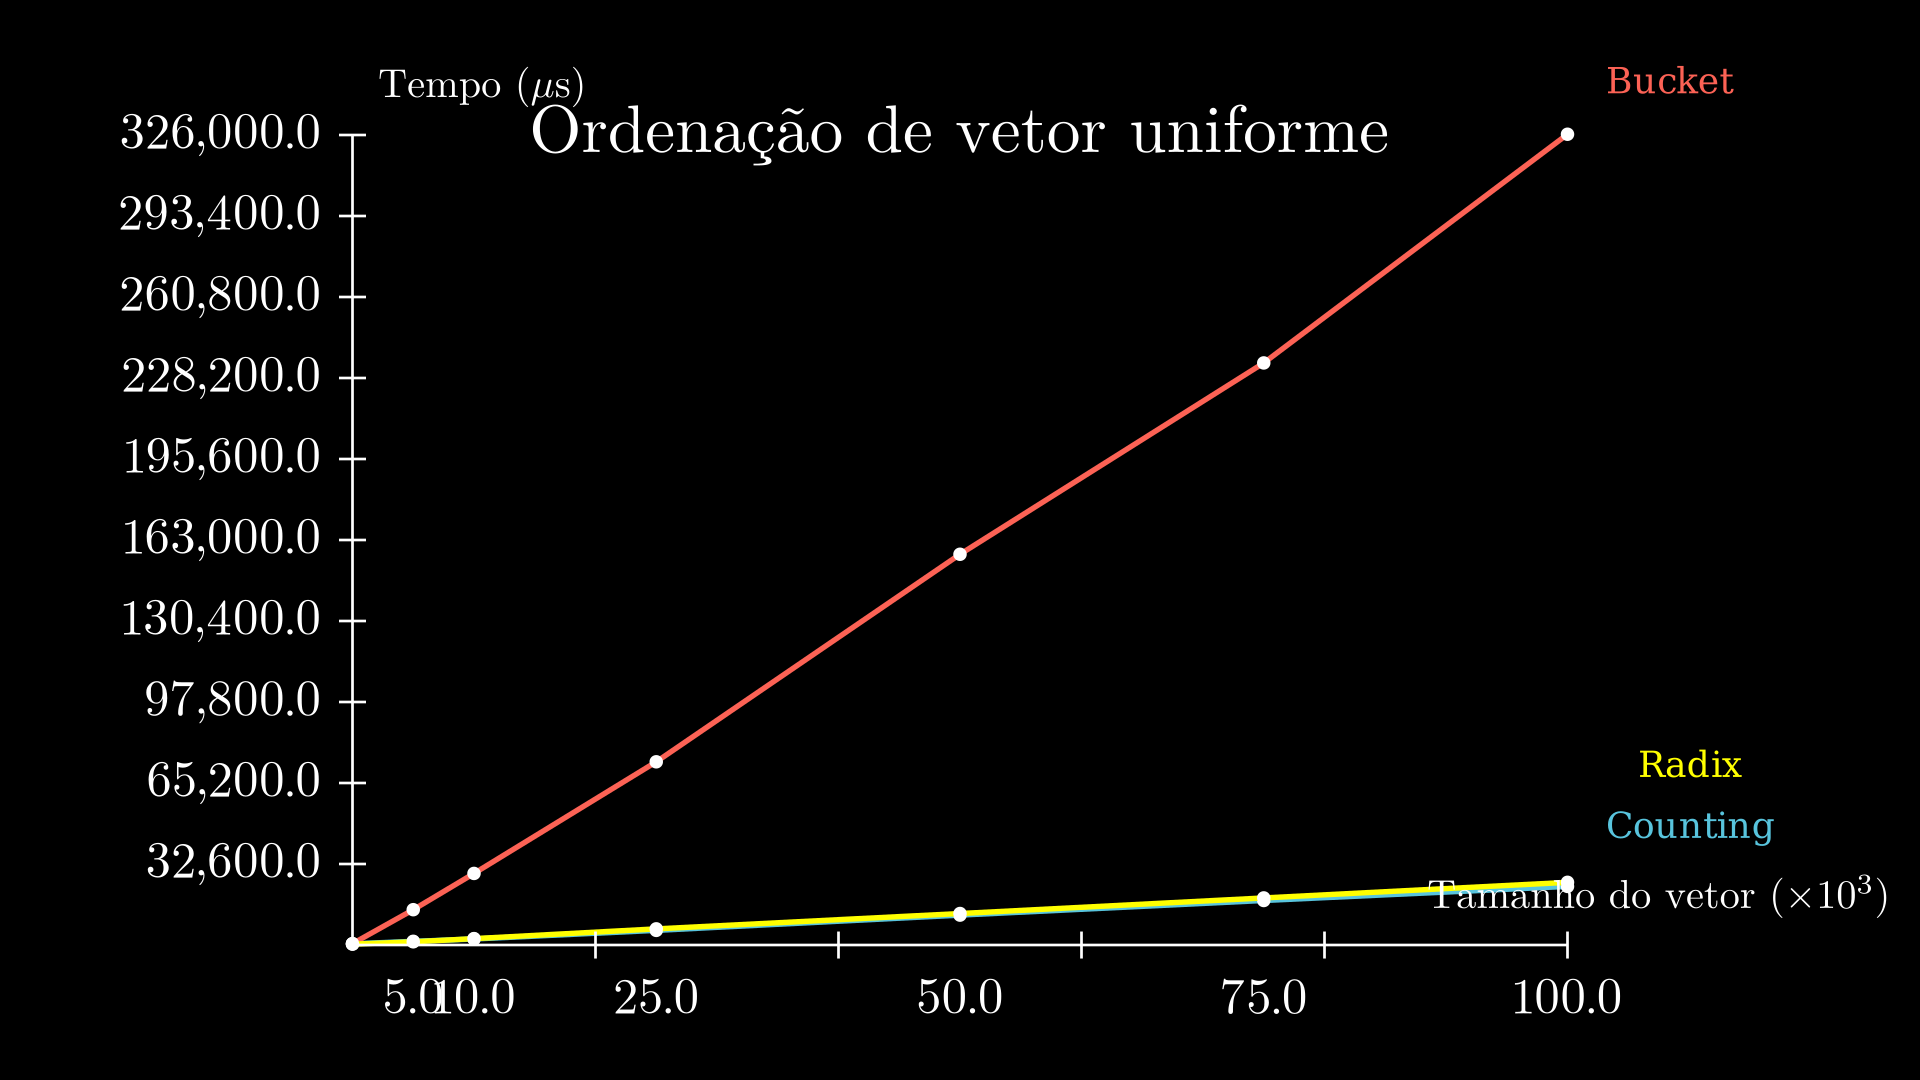 Tempo (μs)
Bucket
Ordenação de vetor uniforme
326,000.0
293,400.0
260,800.0
228,200.0
195,600.0
163,000.0
130,400.0
97,800.0
65,200.0
32,600.0
Radix
Counting
Tamanho do vetor (×10³)
5.0 10.0 25.0 50.0 75.0 100.0